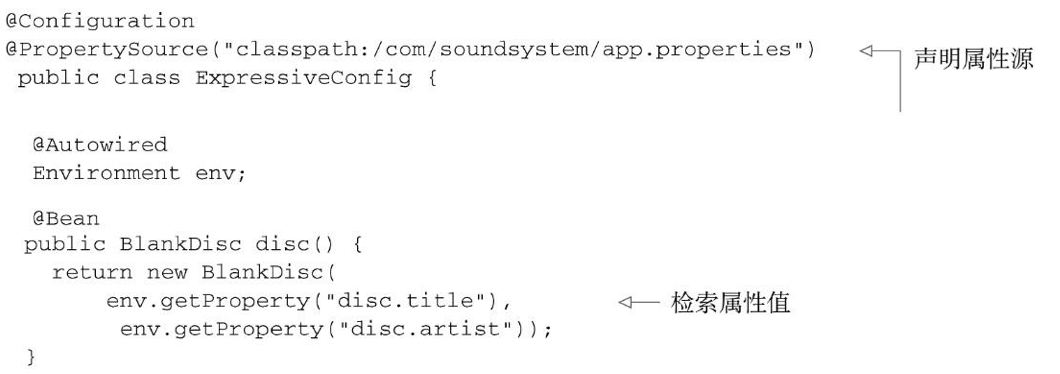 @Configuration
@PropertySource("classpath:/com/soundsystem/app.properties")
声明属性源
public class ExpressiveConfig {
@Autowired
Environment env;
@Bean
public BlankDisc disc() {
return new BlankDisc(
env.getProperty("disc.title"),
检索属性值
env.getProperty("disc.artist"));
}